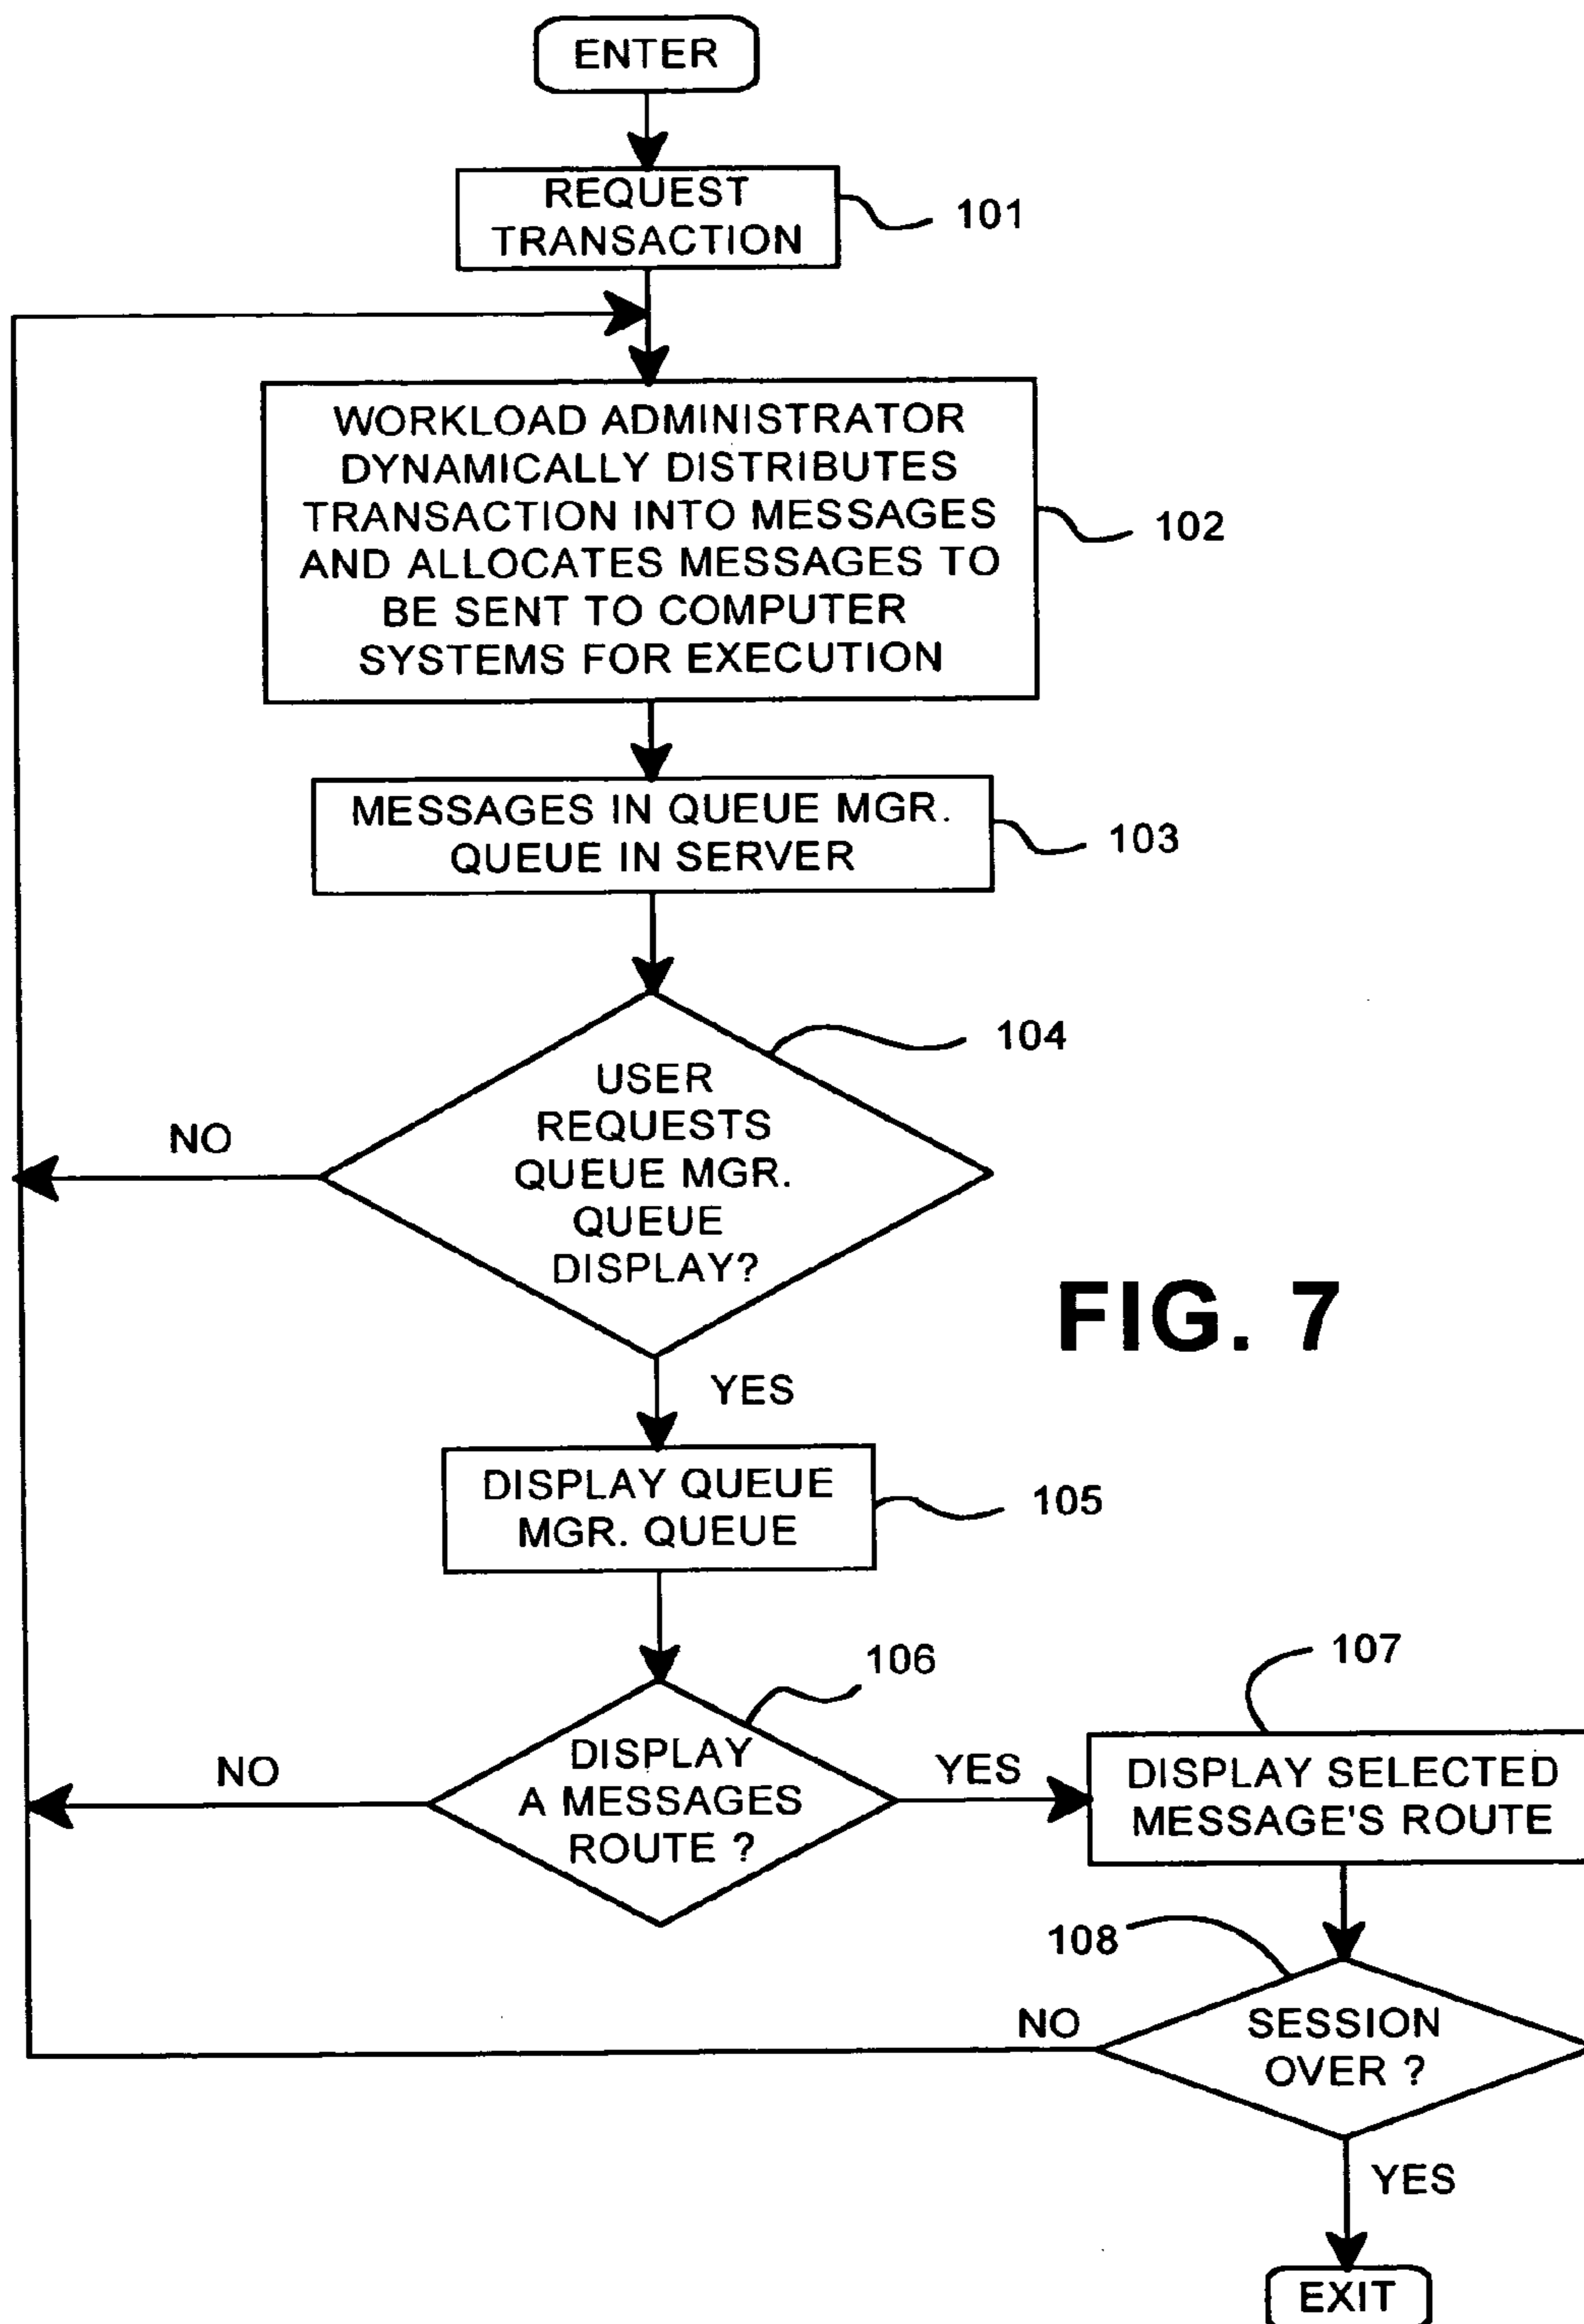 ENTER
REQUEST
TRANSACTION
101
WORKLOAD ADMINISTRATOR
DYNAMICALLY DISTRIBUTES
TRANSACTION INTO MESSAGES
AND ALLOCATES MESSAGES TO
BE SENT TO COMPUTER
SYSTEMS FOR EXECUTION
102
MESSAGES IN QUEUE MGR.
QUEUE IN SERVER
103
104
USER
REQUESTS
QUEUE MGR.
QUEUE
DISPLAY?
NO
FIG. 7
YES
DISPLAY QUEUE
MGR. QUEUE
105
106
DISPLAY
A MESSAGES
ROUTE ?
NO
YES
107
DISPLAY SELECTED
MESSAGE'S ROUTE
108
SESSION
OVER ?
NO
YES
EXIT